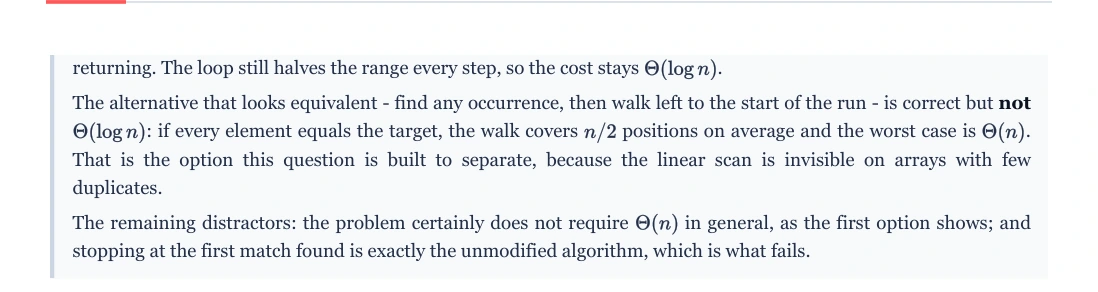 returning. The loop still halves the range every step, so the cost stays Θ(log n).
The alternative that looks equivalent - find any occurrence, then walk left to the start of the run - is correct but not
Θ(log n): if every element equals the target, the walk covers n/2 positions on average and the worst case is Θ(n).
That is the option this question is built to separate, because the linear scan is invisible on arrays with few
duplicates.
The remaining distractors: the problem certainly does not require Θ(n) in general, as the first option shows; and
stopping at the first match found is exactly the unmodified algorithm, which is what fails.